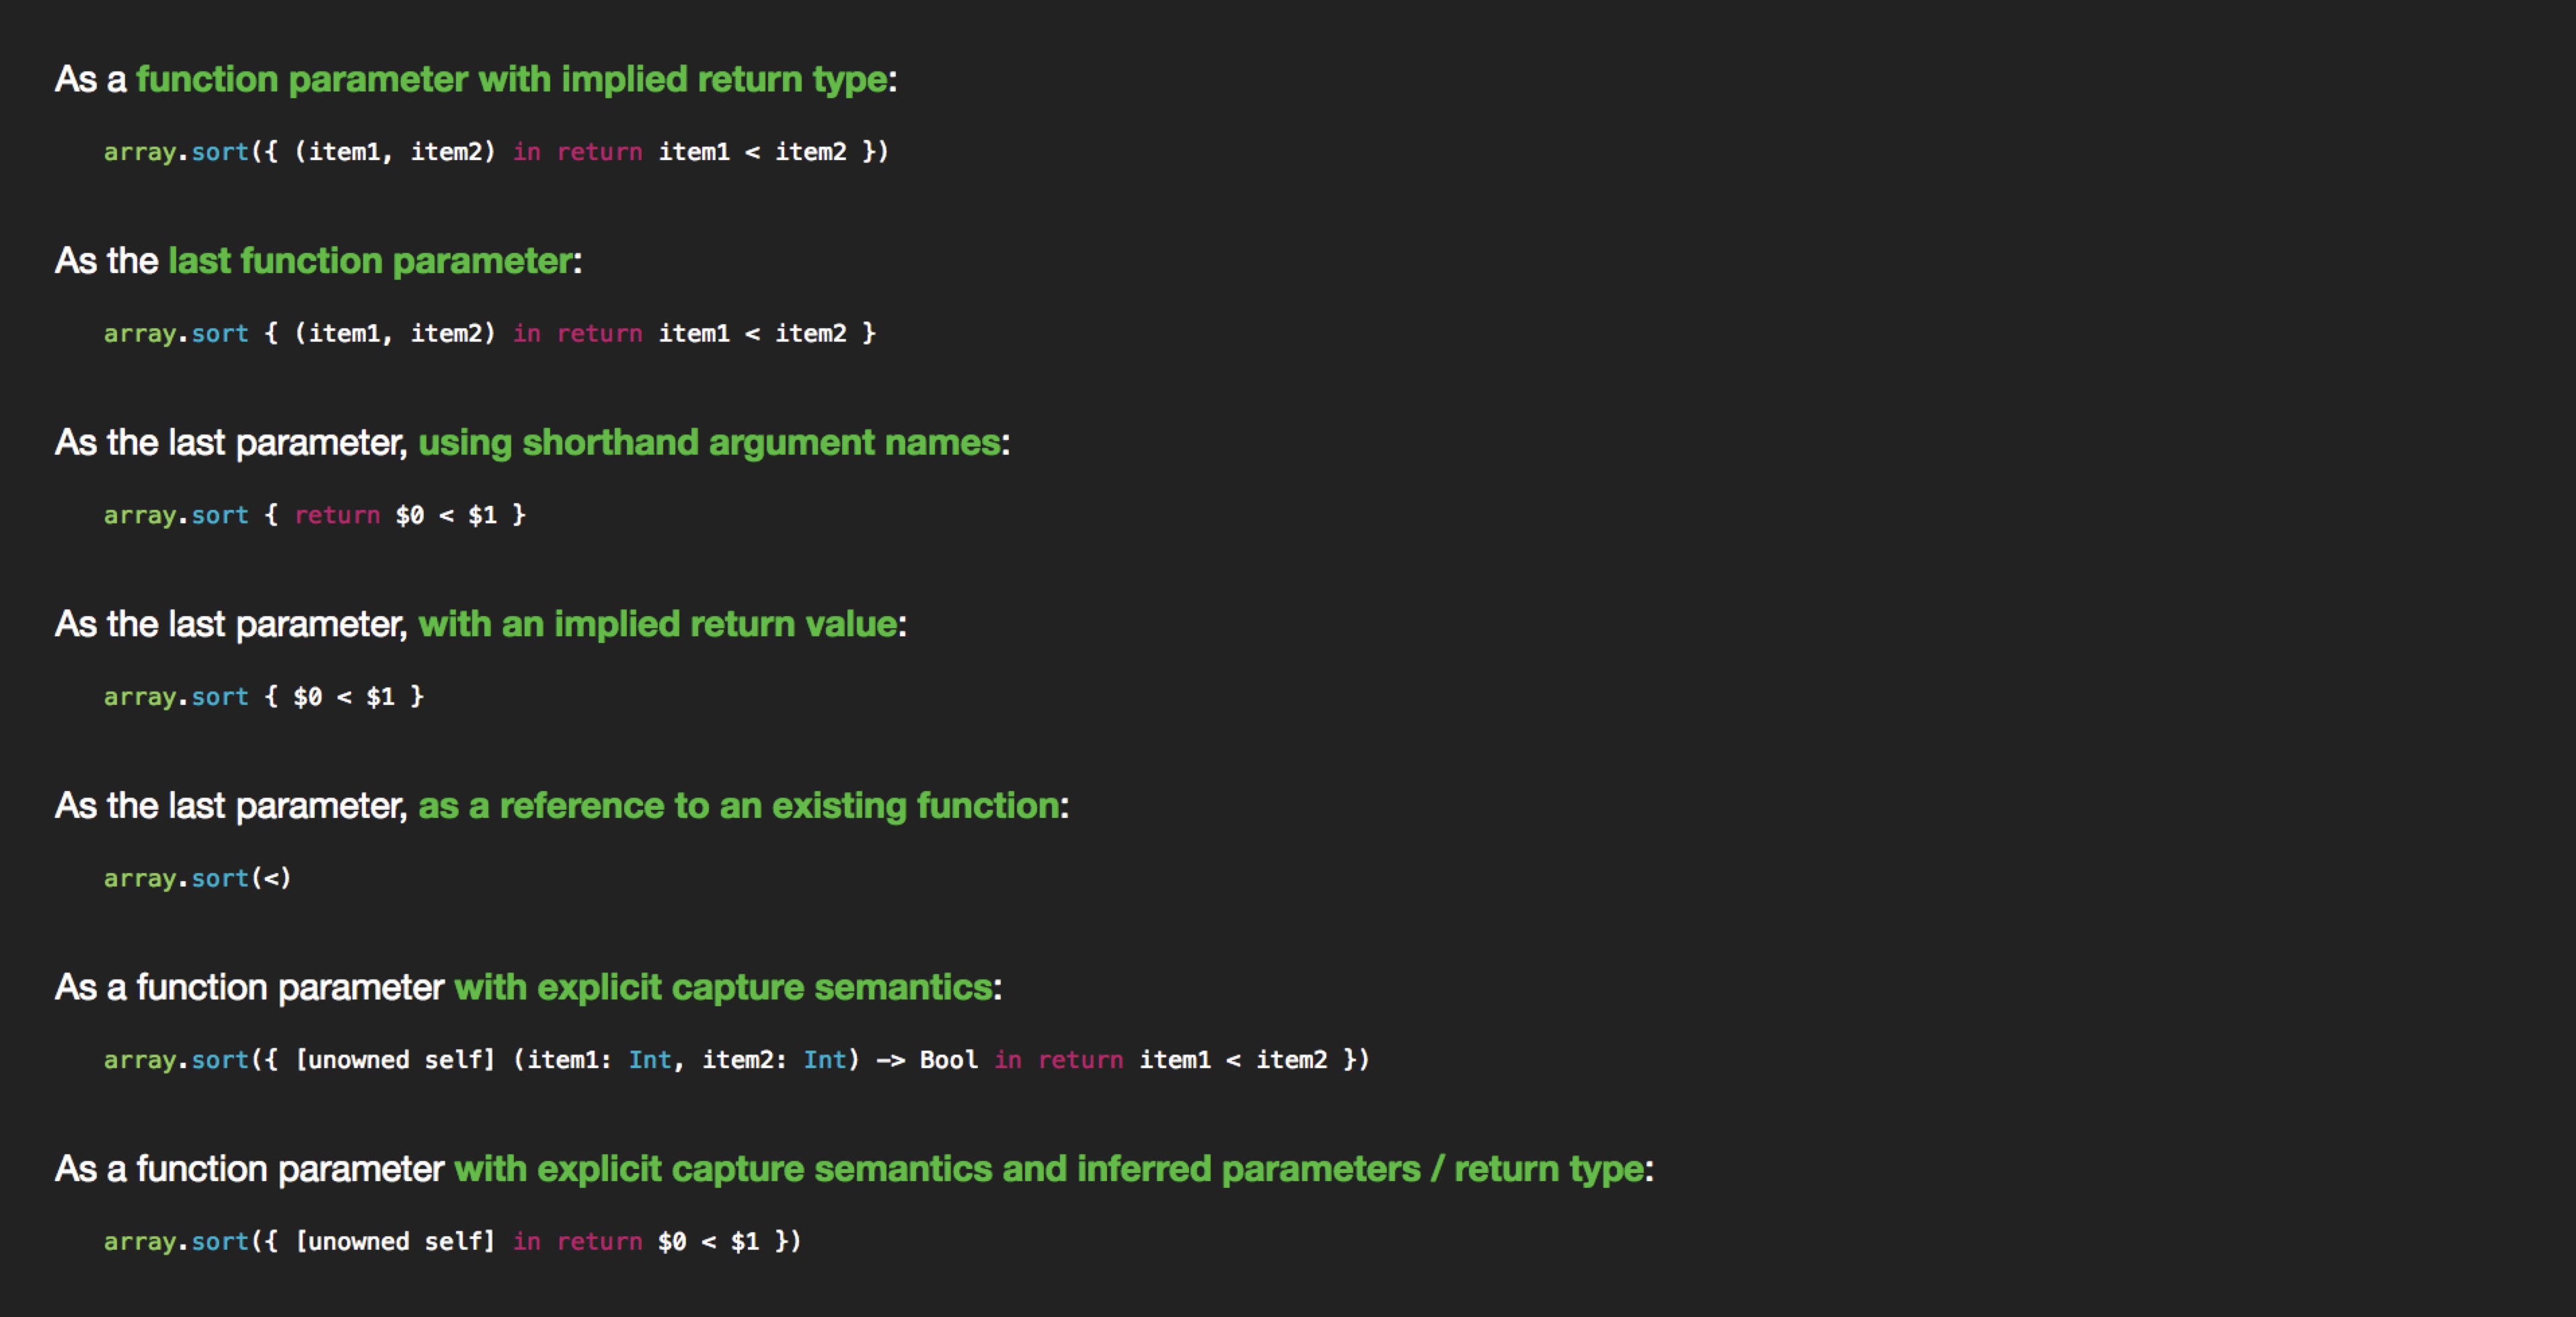 As a function parameter with implied return type:
array.sort({ (item1, item2) in return item1 < item2 })
As the last function parameter:
array.sort { (item1, item2) in return item1 < item2 }
As the last parameter, using shorthand argument names:
array.sort { return $0 < $1 }
As the last parameter, with an implied return value:
array.sort { $0 < $1 }
As the last parameter, as a reference to an existing function:
array.sort(<)
As a function parameter with explicit capture semantics:
array.sort({ [unowned self] (item1: Int, item2: Int) -> Bool in return item1 < item2 })
As a function parameter with explicit capture semantics and inferred parameters / return type:
array.sort({ [unowned self] in return $0 < $1 })